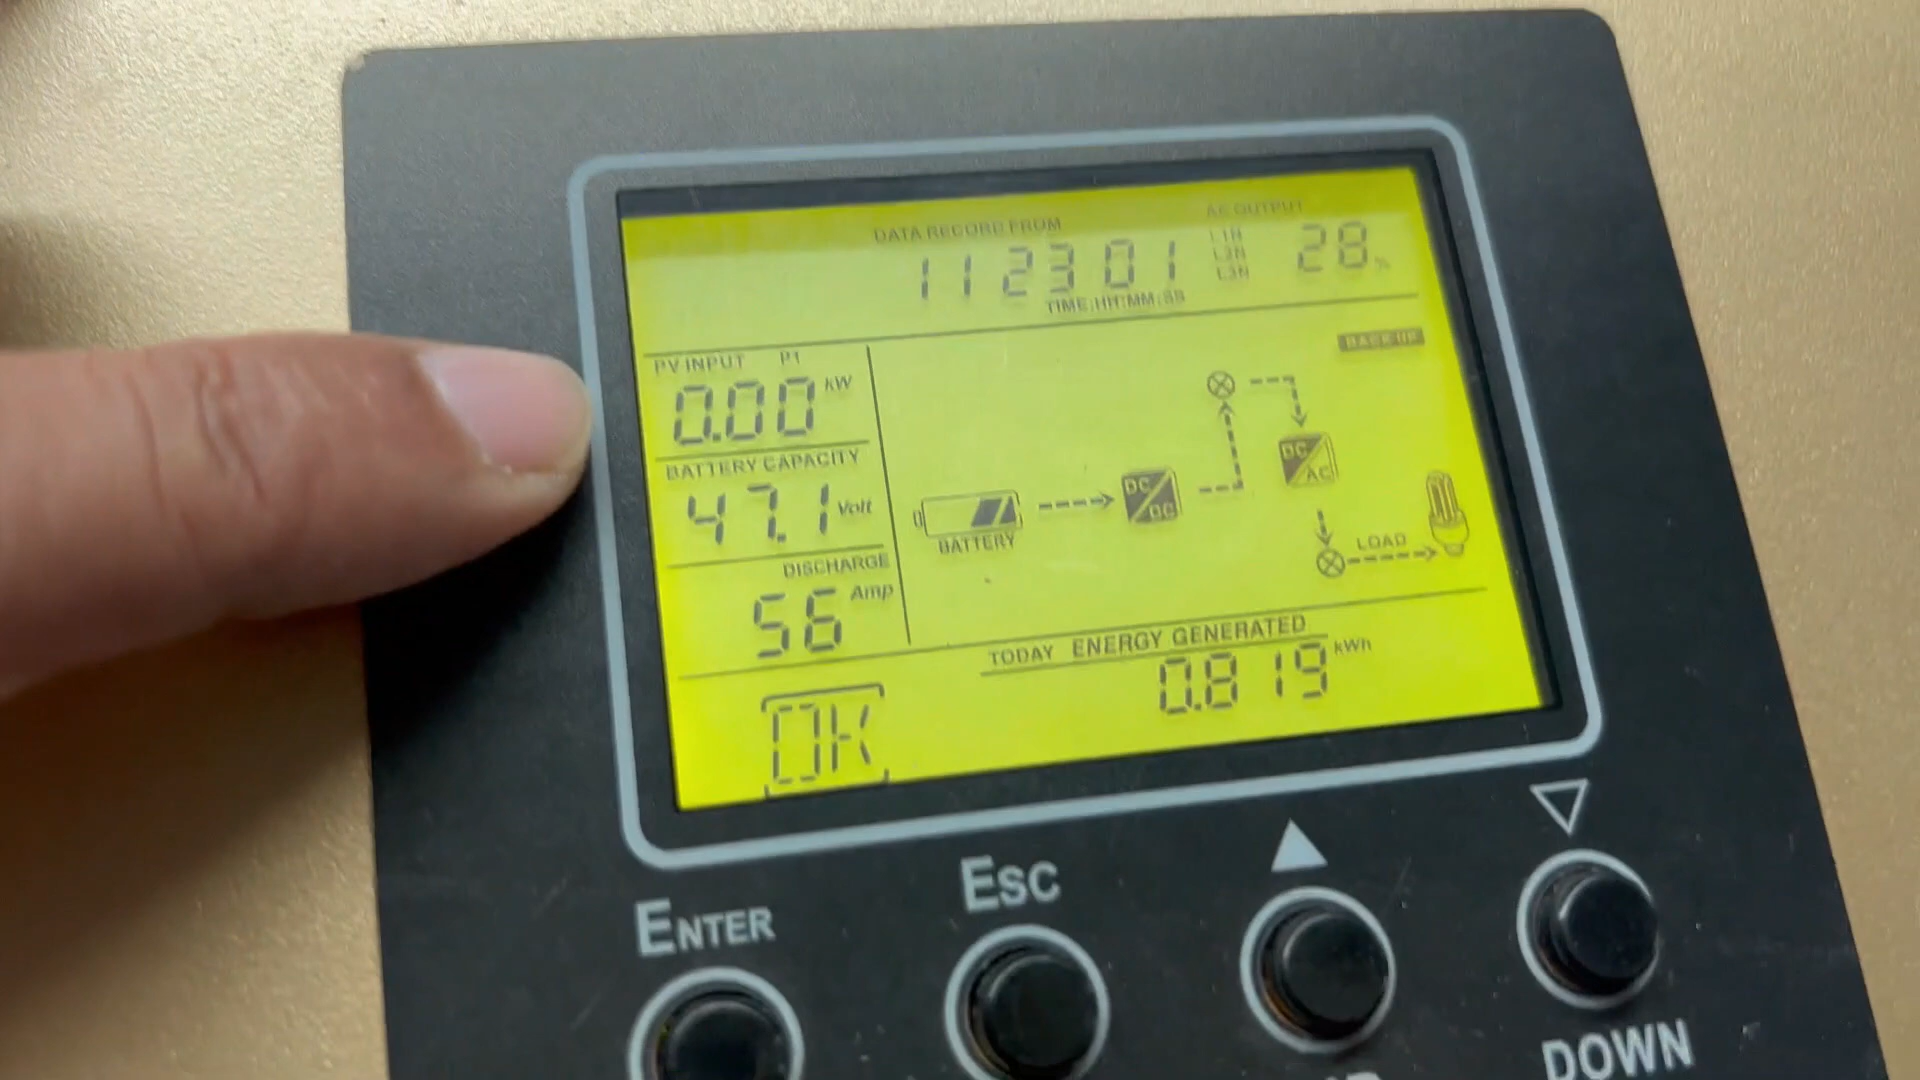 DATA RECORD FROM
AC OUTPUT
11 23 01
L1N
L2N
L3N
28 %
TIME:HH:MM:SS
BACK UP
PV INPUT P1
0.00 kW
BATTERY CAPACITY
47.1 Volt
DISCHARGE
56 Amp
BATTERY
DC
DC
DC
AC
LOAD
TODAY ENERGY GENERATED
0.819 kWh
OK
ENTER
ESC
DOWN